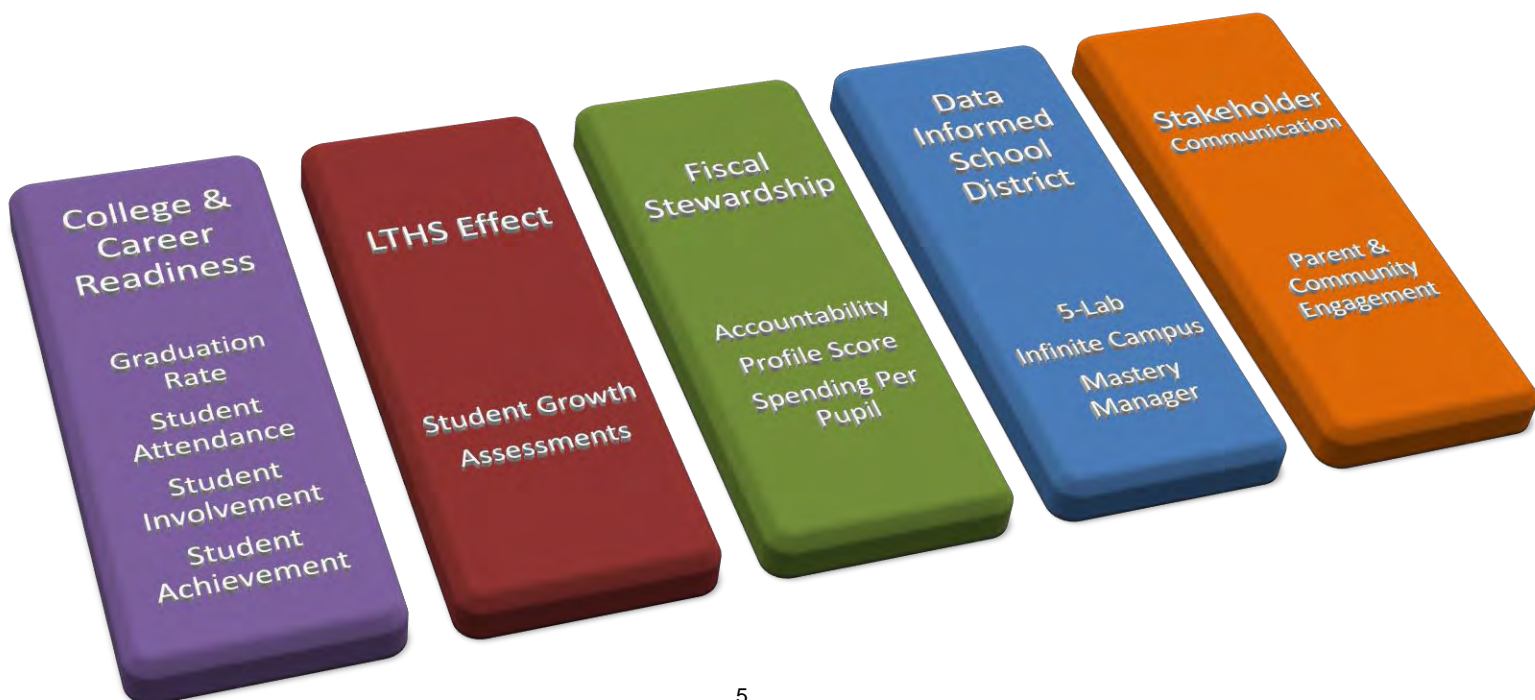 College &
Career
Readiness
Graduation
Rate
Student
Attendance
Student
Involvement
Student
Achievement
LTHS Effect
Student Growth
Assessments
Fiscal
Stewardship
Accountability
Profile Score
Spending Per
Pupil
Data
Informed
School
District
5-Lab
Infinite Campus
Mastery
Manager
Stakeholder
Communication
Parent &
Community
Engagement
5